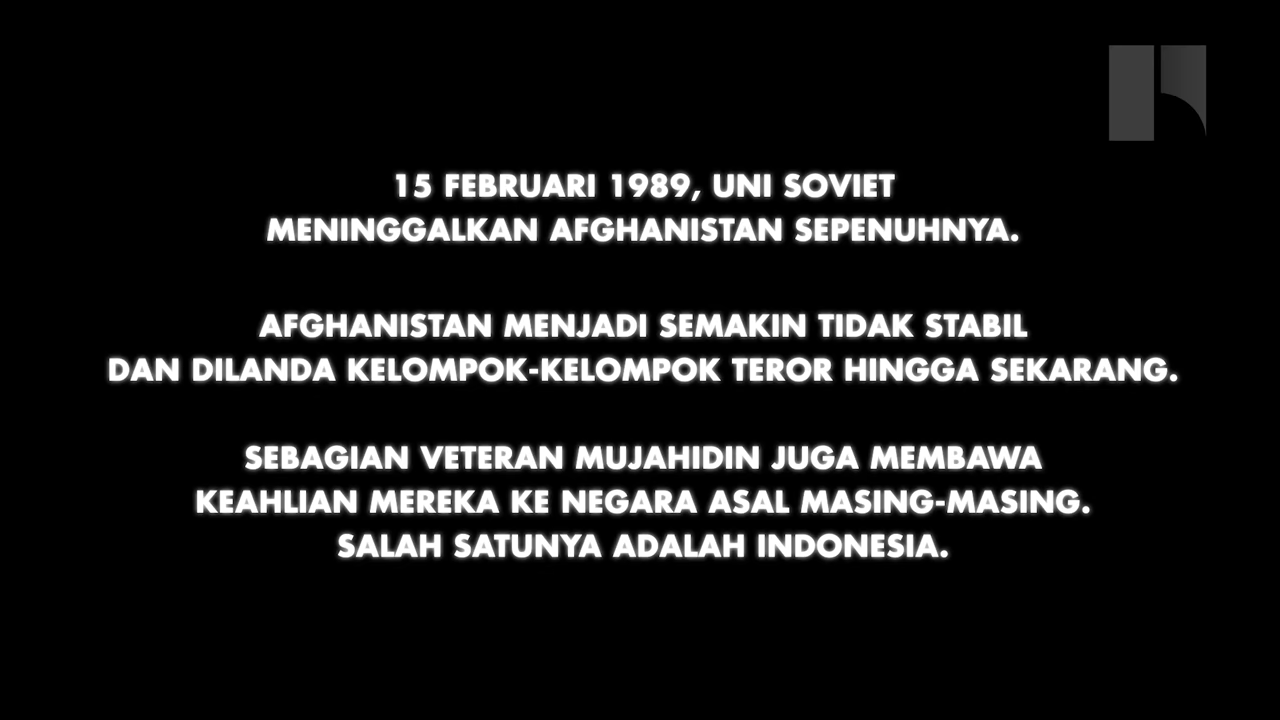 15 FEBRUARI 1989, UNI SOVIET
MENINGGALKAN AFGHANISTAN SEPENUHNYA.
AFGHANISTAN MENJADI SEMAKIN TIDAK STABIL
DAN DILANDA KELOMPOK-KELOMPOK TEROR HINGGA SEKARANG.
SEBAGIAN VETERAN MUJAHIDIN JUGA MEMBAWA
KEAHLIAN MEREKA KE NEGARA ASAL MASING-MASING.
SALAH SATUNYA ADALAH INDONESIA.